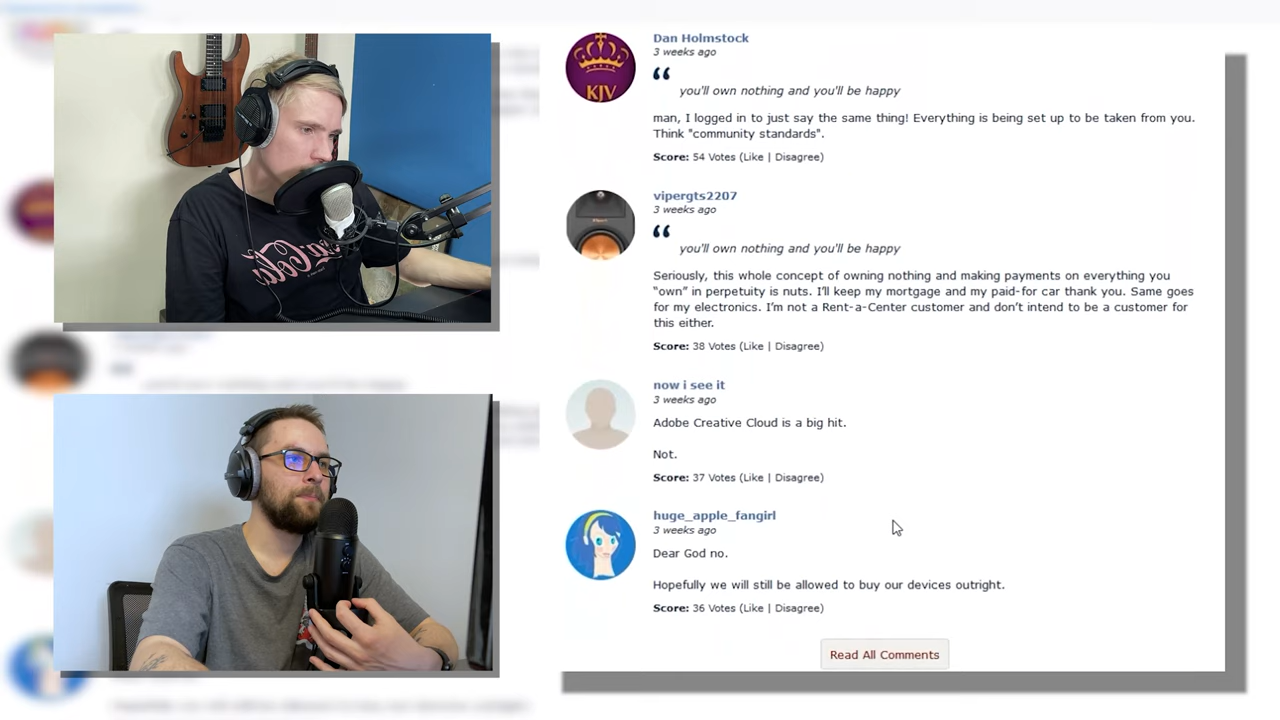 Dan Holmstock
3 weeks ago
“
you'll own nothing and you'll be happy
man, I logged in to just say the same thing! Everything is being set up to be taken from you.
Think "community standards".
Score: 54 Votes (Like | Disagree)
KJV
vipergts2207
3 weeks ago
“
you'll own nothing and you'll be happy
Seriously, this whole concept of owning nothing and making payments on everything you
“own” in perpetuity is nuts. I’ll keep my mortgage and my paid-for car thank you. Same goes
for my electronics. I’m not a Rent-a-Center customer and don’t intend to be a customer for
this either.
Score: 38 Votes (Like | Disagree)
now i see it
3 weeks ago
Adobe Creative Cloud is a big hit.
Not.
Score: 37 Votes (Like | Disagree)
huge_apple_fangirl
3 weeks ago
Dear God no.
Hopefully we will still be allowed to buy our devices outright.
Score: 36 Votes (Like | Disagree)
Read All Comments